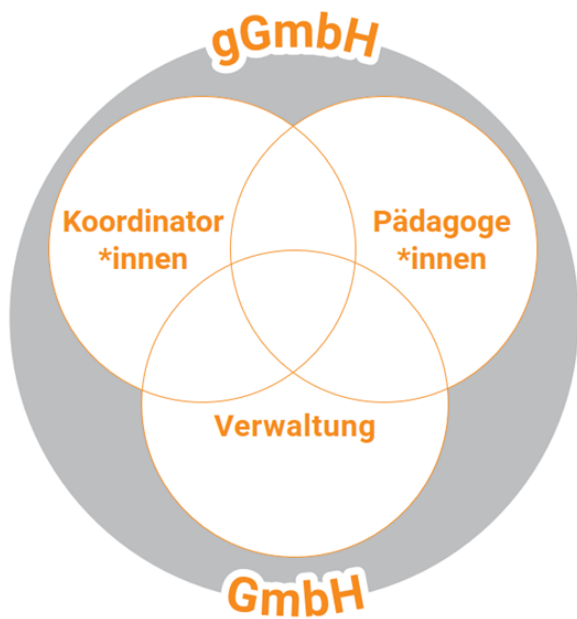 gGmbH
Koordinator
*innen
Pädagoge
*innen
Verwaltung
GmbH